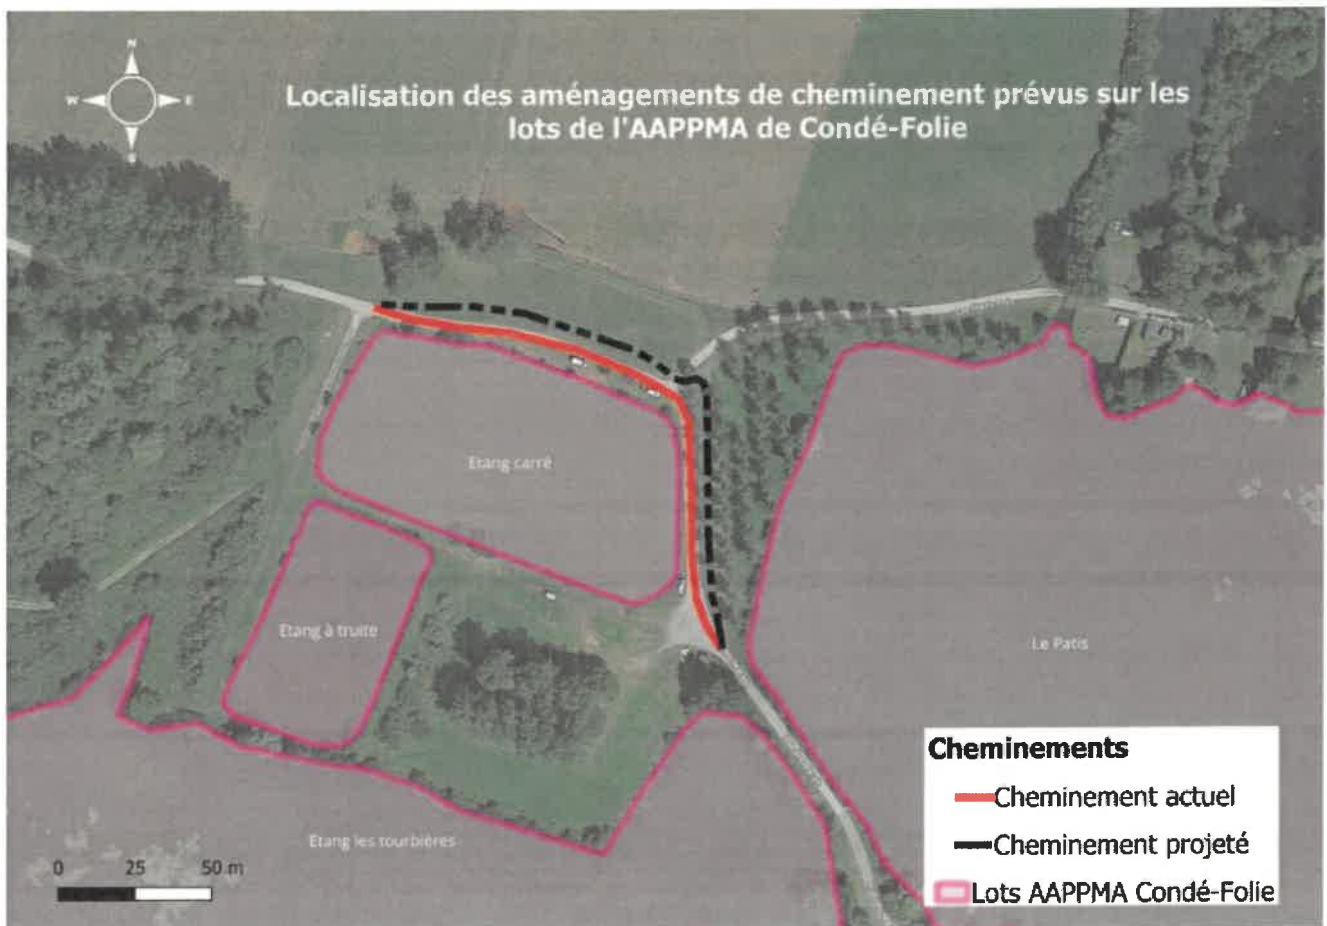 N
W E
Localisation des aménagements de cheminement prévus sur les
lots de l'AAPPMA de Condé-Folie
Etang carré
Etang à truite
Le Patis
Etang les tourbières
Cheminements
Cheminement actuel
Cheminement projeté
Lots AAPPMA Condé-Folie
0 25 50 m